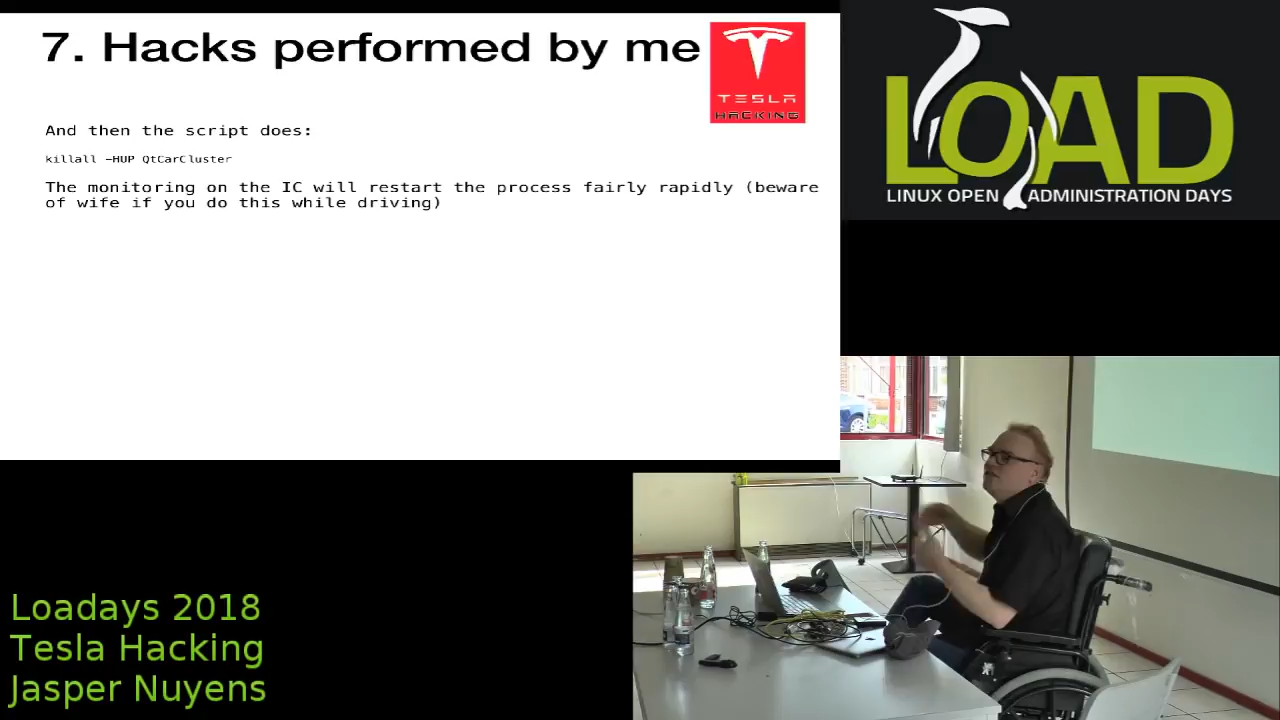 7. Hacks performed by me
TESLA
HACKING
And then the script does:
killall -HUP QtCarCluster
The monitoring on the IC will restart the process fairly rapidly (beware
of wife if you do this while driving)
LOAD
LINUX OPEN ADMINISTRATION DAYS
Loadays 2018
Tesla Hacking
Jasper Nuyens